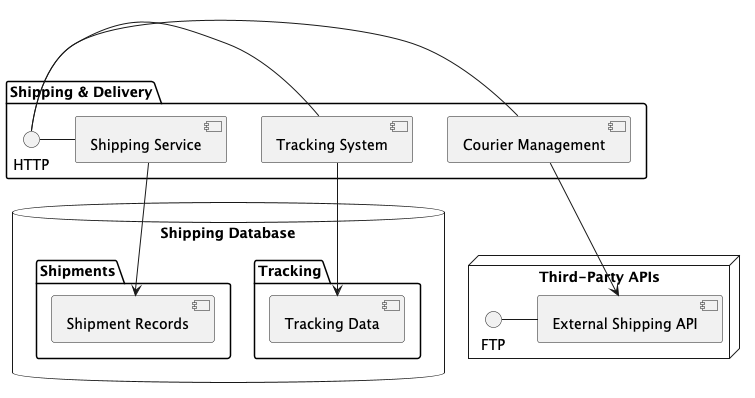 Shipping & Delivery
Shipping Service
Tracking System
Courier Management
HTTP
Shipping Database
Shipments
Tracking
Third-Party APIs
Shipment Records
Tracking Data
External Shipping API
FTP